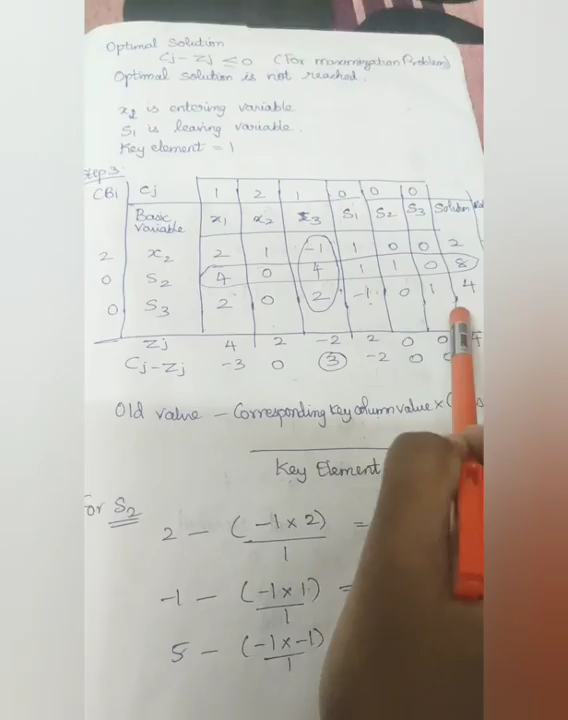 Optimal Solution
Cj - Zj ≤ 0 (For maximization Problem)
Optimal solution is not reached.
x2 is entering variable
S1 is leaving variable.
Key element = 1
Step 3
CBi Cj 1 2 1 0 0 0
Basic Variable x1 x2 x3 S1 S2 S3 Solution
2 x2 2 1 -1 1 0 0 2
0 S2 4 0 4 1 1 0 8
0 S3 2 0 2 -1 0 1 4
Zj 4 2 -2 2 0 0
Cj-Zj -3 0 3 -2 0
Old value - Corresponding key column value × (
Key Element
For S2
2 - (-1 × 2) / 1 =
-1 - (-1 × 1) / 1 =
5 - (-1 × -1) / 1